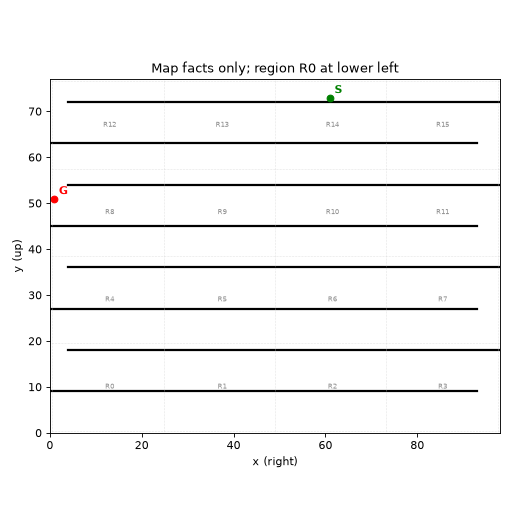 Map facts only; region R0 at lower left
S
70
R12 R13 R14 R15
60
G
50
R8 R9 R10 R11
40
y (up)
30
R4 R5 R6 R7
20
10
R0 R1 R2 R3
0
0 20 40 60 80
x (right)